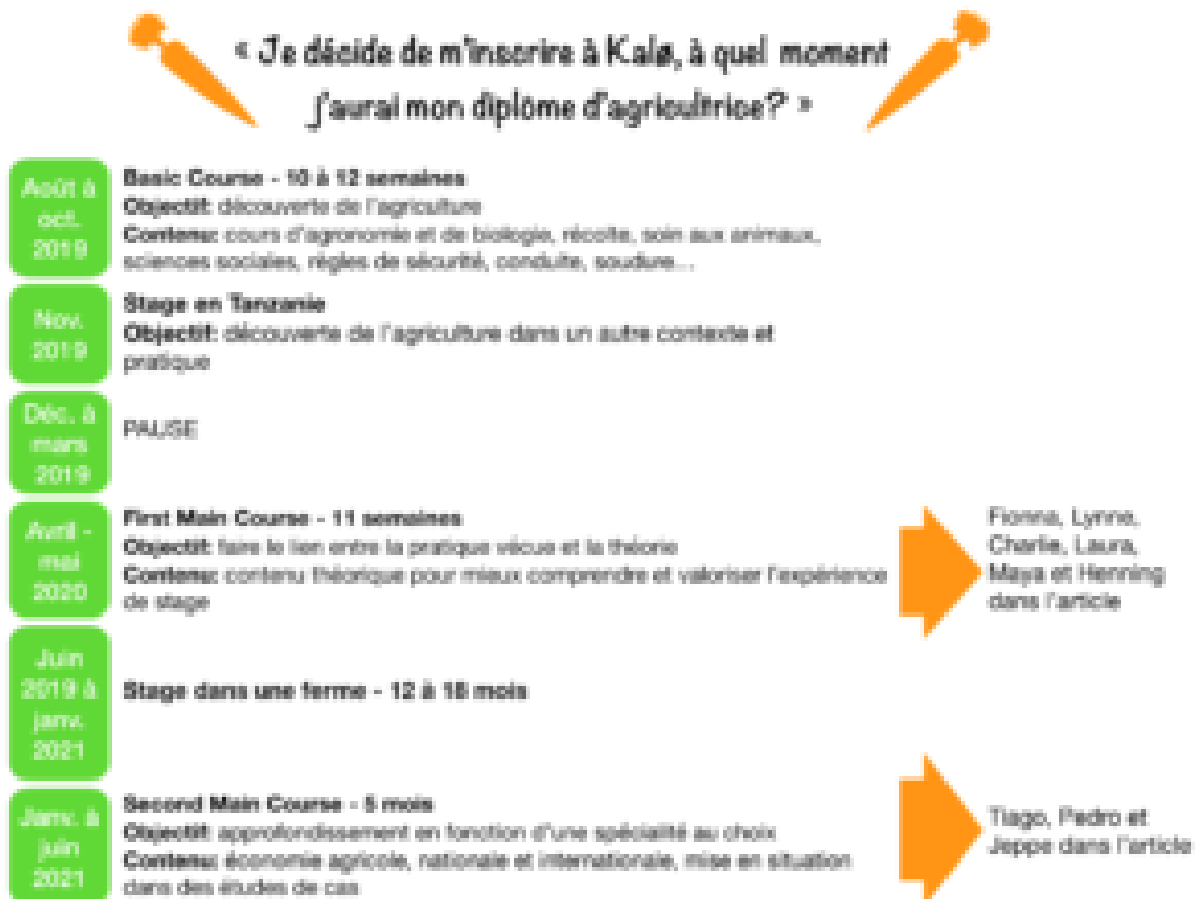 « Je décide de m'inscrire à Kalø, à quel moment
j'aurai mon diplôme d'agricultrice? »
Août à
oct.
2019
Basic Course - 10 à 12 semaines
Objectif: découverte de l'agriculture
Contenu: cours d'agronomie et de biologie, récolte, soin aux animaux,
sciences sociales, règles de sécurité, conduite, soudure...
Nov.
2019
Stage en Tanzanie
Objectif: découverte de l'agriculture dans un autre contexte et
pratique
Déc. à
mars
2019
PAUSE
Avril -
mai
2020
First Main Course - 11 semaines
Objectif: faire le lien entre la pratique vécue et la théorie
Contenu: contenu théorique pour mieux comprendre et valoriser l'expérience
de stage
Fionna, Lynne,
Charlie, Laura,
Maya et Henning
dans l'article
Juin
2019 à
janv.
2021
Stage dans une ferme - 12 à 18 mois
Janv. à
juin
2021
Second Main Course - 5 mois
Objectif: approfondissement en fonction d'une spécialité au choix
Contenu: économie agricole, nationale et internationale, mise en situation
dans des études de cas
Tiago, Pedro et
Jeppe dans l'article